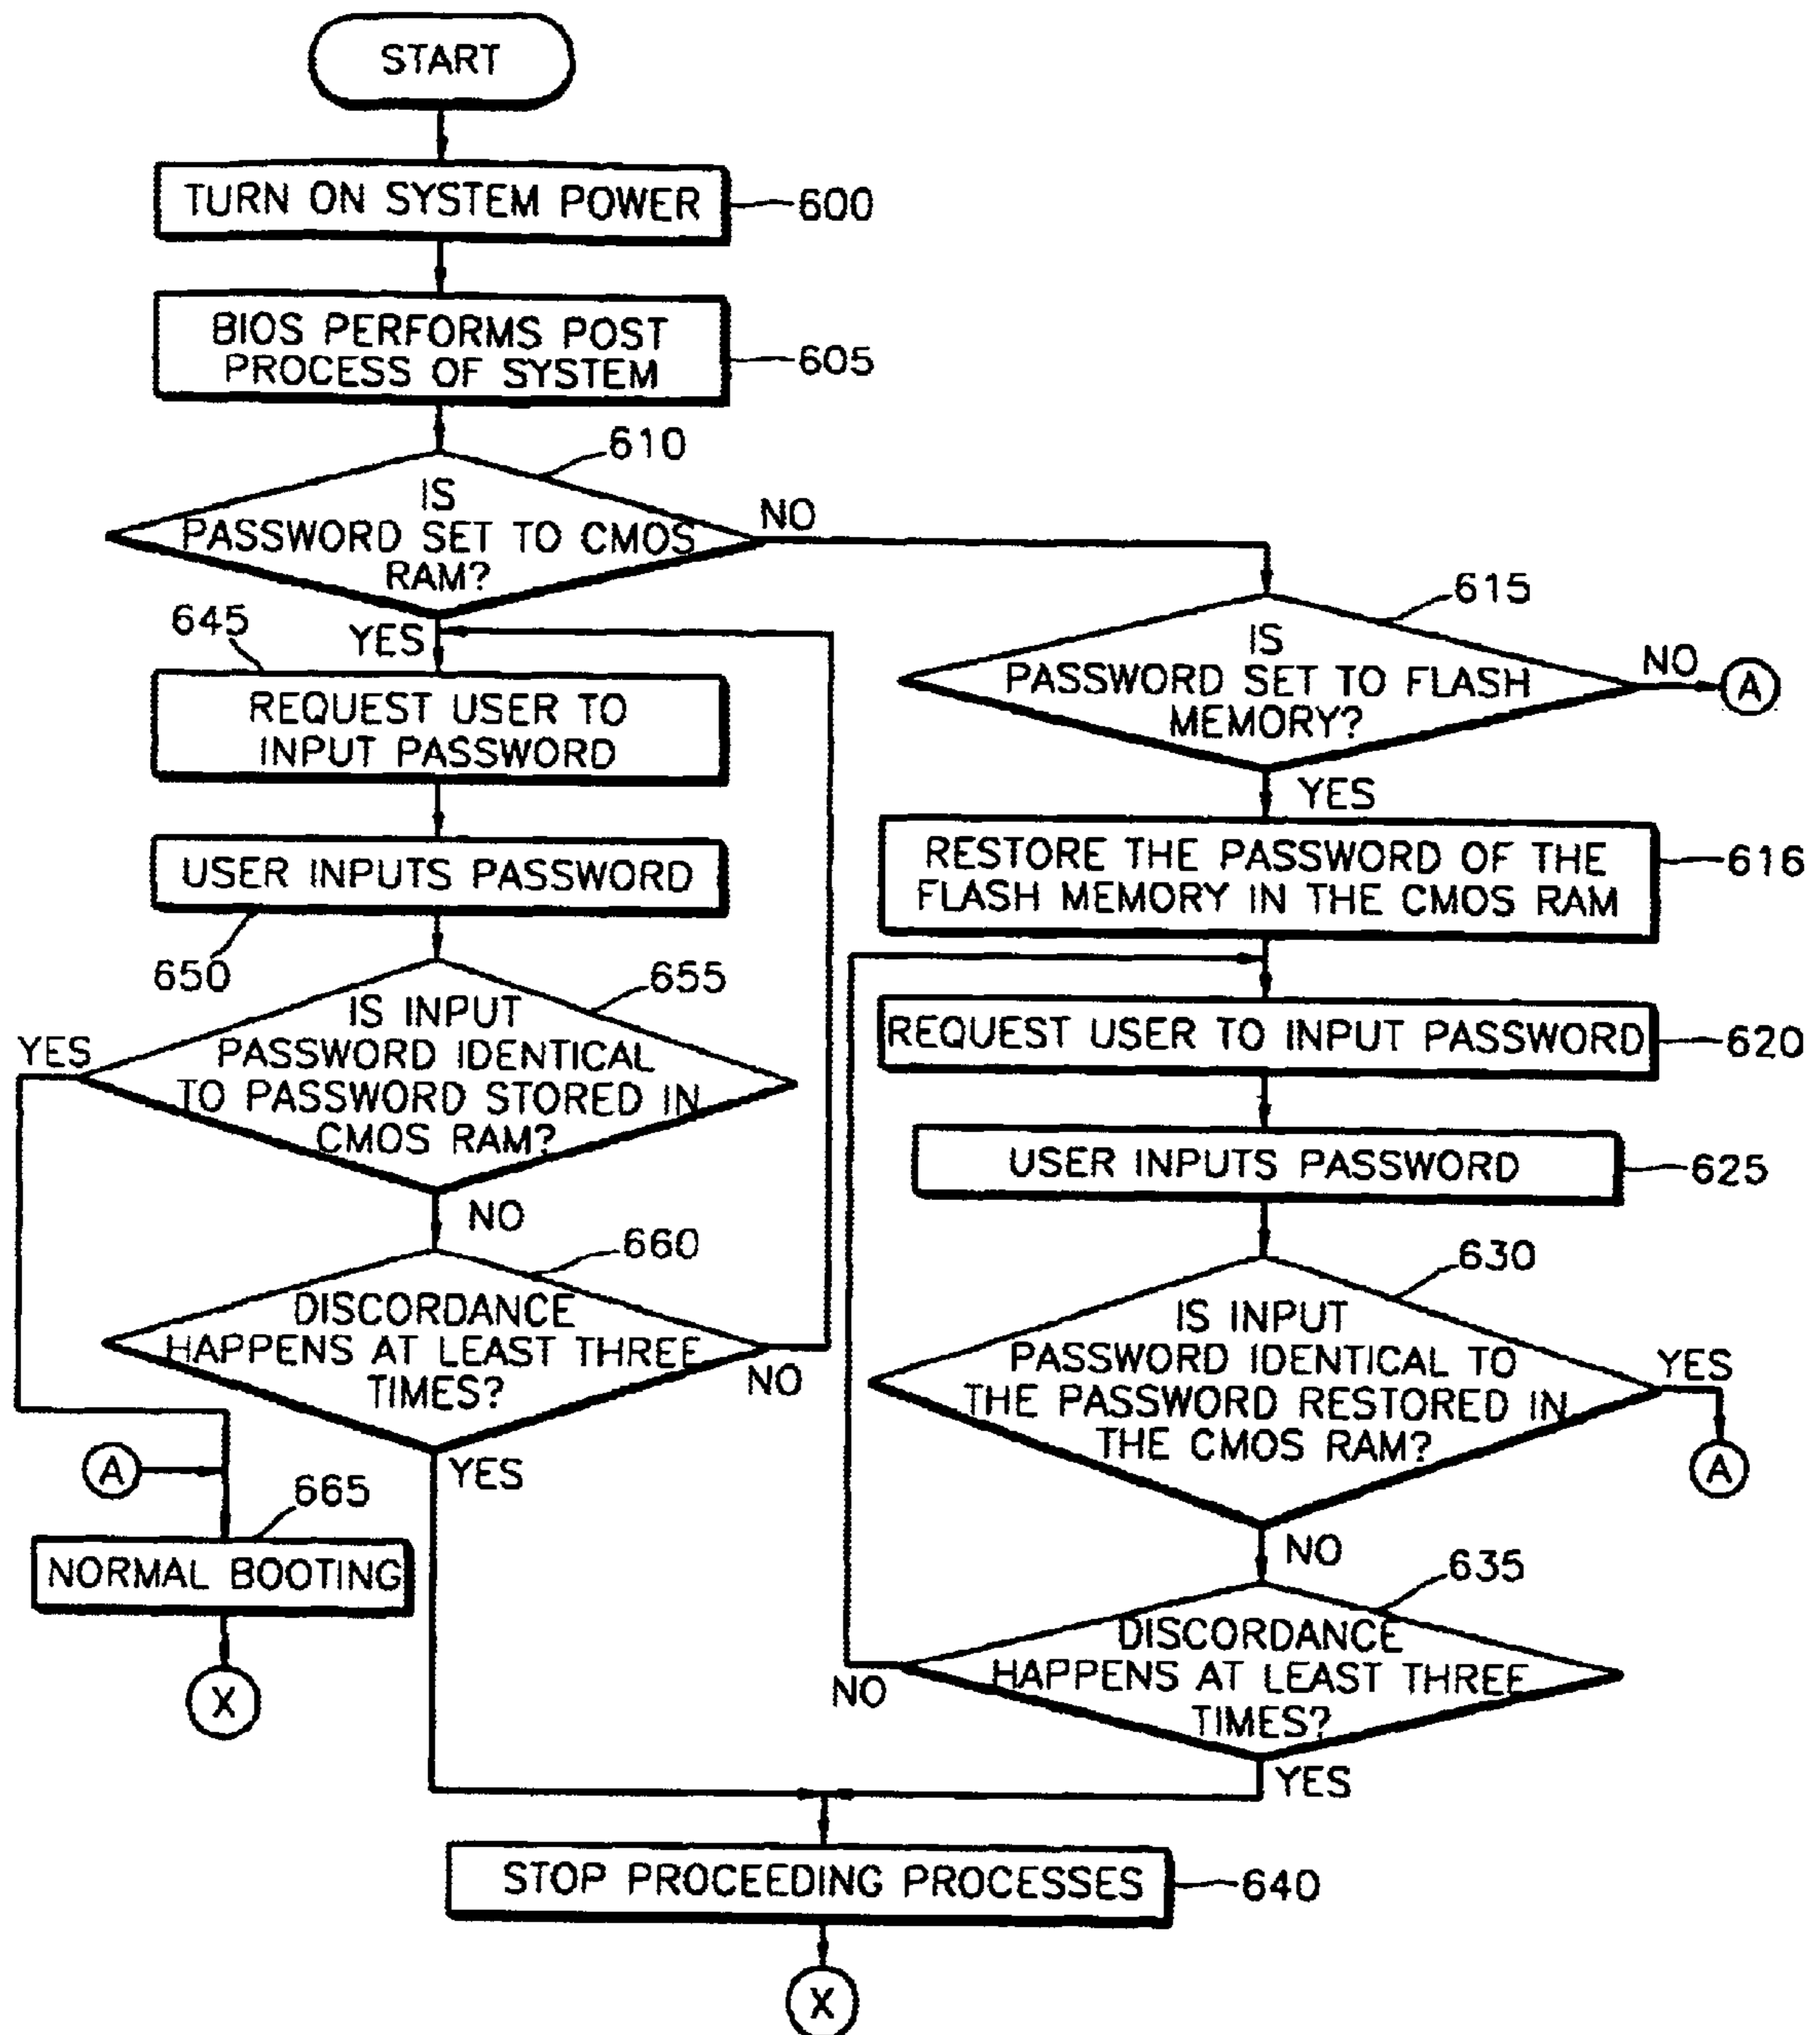 START
TURN ON SYSTEM POWER
600
BIOS PERFORMS POST
PROCESS OF SYSTEM
605
610
IS
PASSWORD SET TO CMOS
RAM?
NO
YES
615
IS
PASSWORD SET TO FLASH
MEMORY?
NO
A
YES
645
REQUEST USER TO
INPUT PASSWORD
USER INPUTS PASSWORD
650
655
IS INPUT
PASSWORD IDENTICAL
TO PASSWORD STORED IN
CMOS RAM?
YES
NO
660
DISCORDANCE
HAPPENS AT LEAST THREE
TIMES?
NO
YES
A
665
NORMAL BOOTING
X
RESTORE THE PASSWORD OF THE
FLASH MEMORY IN THE CMOS RAM
616
REQUEST USER TO INPUT PASSWORD
620
USER INPUTS PASSWORD
625
630
IS INPUT
PASSWORD IDENTICAL TO
THE PASSWORD RESTORED IN
THE CMOS RAM?
YES
A
NO
635
DISCORDANCE
HAPPENS AT LEAST THREE
TIMES?
NO
YES
STOP PROCEEDING PROCESSES
640
X